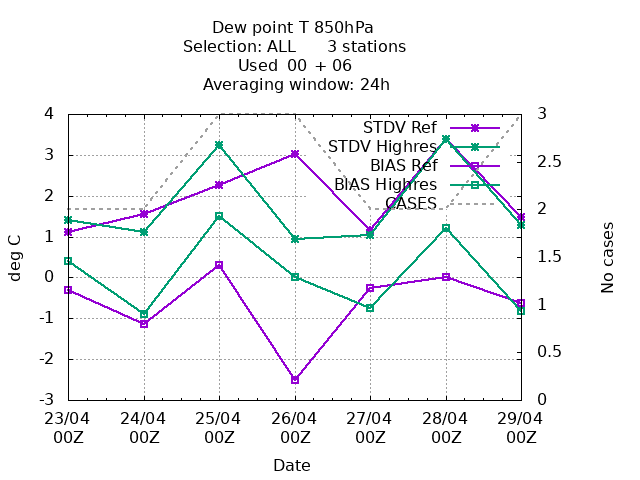 Dew point T 850hPa
Selection: ALL 3 stations
Used 00 + 06
Averaging window: 24h
STDV Ref
STDV Highres
BIAS Ref
BIAS Highres
CASES
deg C
4
3
2
1
0
-1
-2
-3
No cases
3
2.5
2
1.5
1
0.5
0
23/04 24/04 25/04 26/04 27/04 28/04 29/04
00Z 00Z 00Z 00Z 00Z 00Z 00Z
Date